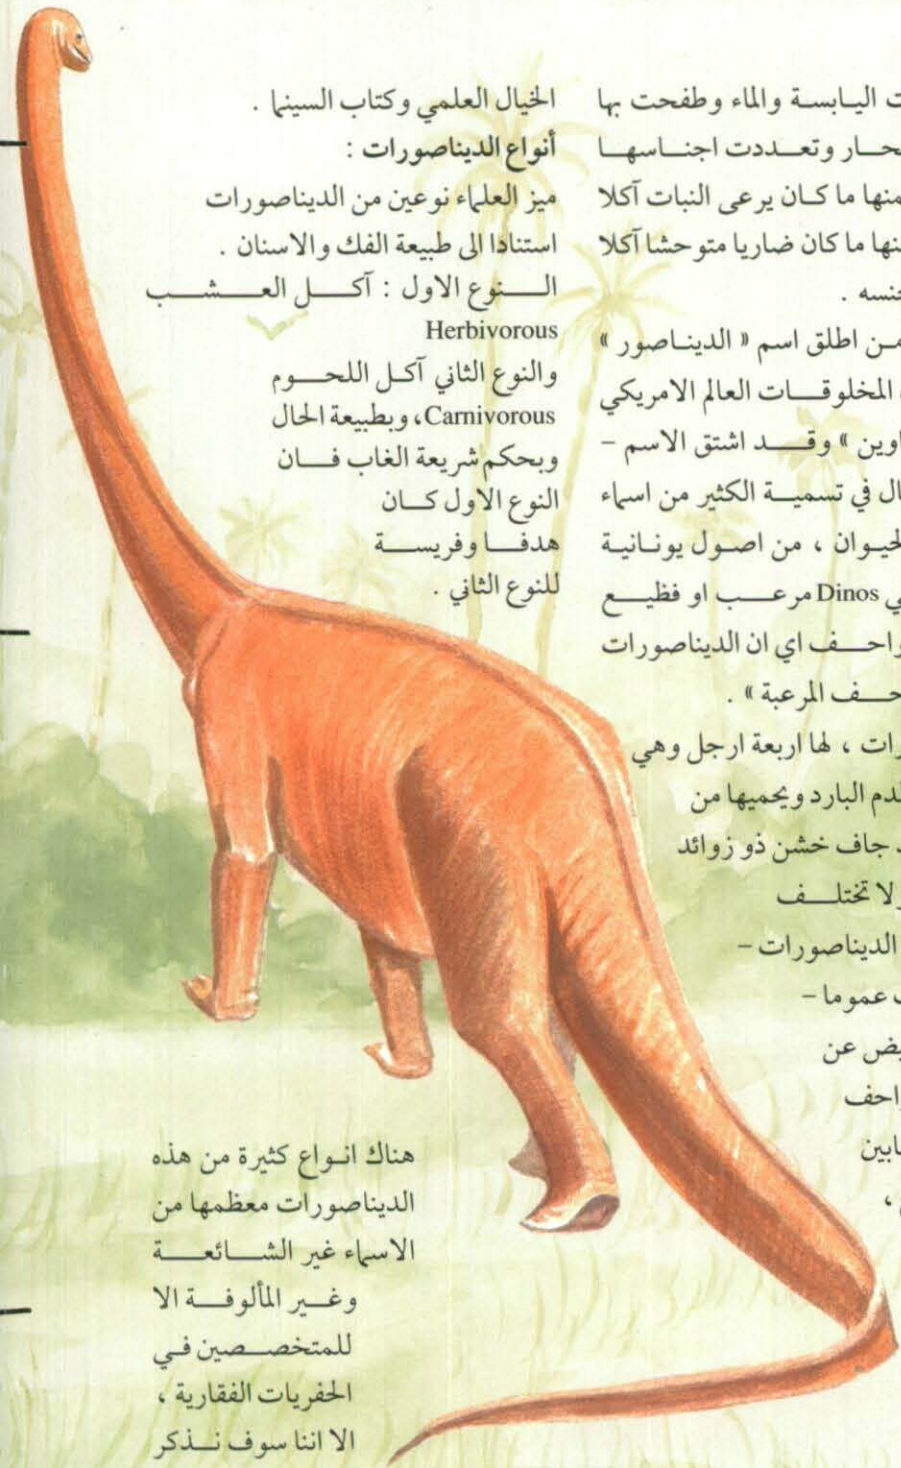 ت اليابسة والماء وطفحت بها
حار وتعددت اجناسها
منها ما كان يرعى النبات آكلا
نها ما كان ضاريا متوحشا آكلا
جنسه .
من اطلق اسم « الديناصور »
المخلوقات العالم الامريكي
اوين » وقد اشتق الاسم –
ال في تسمية الكثير من اسماء
لحيوان ، من اصول يونانية
ي Dinos مرعب او فظيع
احف اي ان الديناصورات
حف المرعبة » .
رات ، لها اربعة ارجل وهي
لدم البارد ويحميها من
جاف خشن ذو زوائد
ولا تختلف
الديناصورات –
عموما –
يض عن
احف
ابين
،
الخيال العلمي وكتاب السينما .
أنواع الديناصورات :
ميز العلماء نوعين من الديناصورات
استنادا الى طبيعة الفك والاسنان .
النوع الاول : آكل العشب
Herbivorous
والنوع الثاني آكل اللحوم
Carnivorous، وبطبيعة الحال
وبحكم شريعة الغاب فان
النوع الاول كان
هدفا وفريسة
للنوع الثاني .
هناك انواع كثيرة من هذه
الديناصورات معظمها من
الاسماء غير الشائعة
وغير المألوفة الا
للمتخصصين في
الحفريات الفقارية ،
الا اننا سوف نذكر